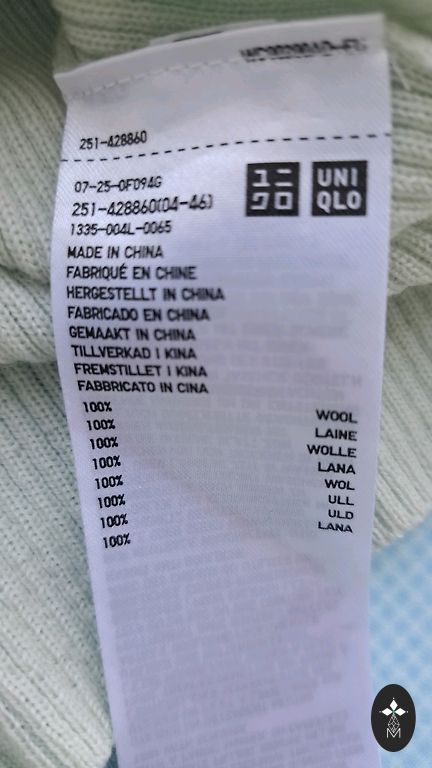 251-428860
07-25-0F094G
251-428860(04-46)
ユニ
クロ
UNI
QLO
1335-004L-0065
MADE IN CHINA
FABRIQUÉ EN CHINE
HERGESTELLT IN CHINA
FABRICADO EN CHINA
GEMAAKT IN CHINA
TILLVERKAD I KINA
FREMSTILLET I KINA
FABBRICATO IN CINA
100% WOOL
100% LAINE
100% WOLLE
100% LANA
100% WOL
100% ULL
100% ULD
100% LANA
M